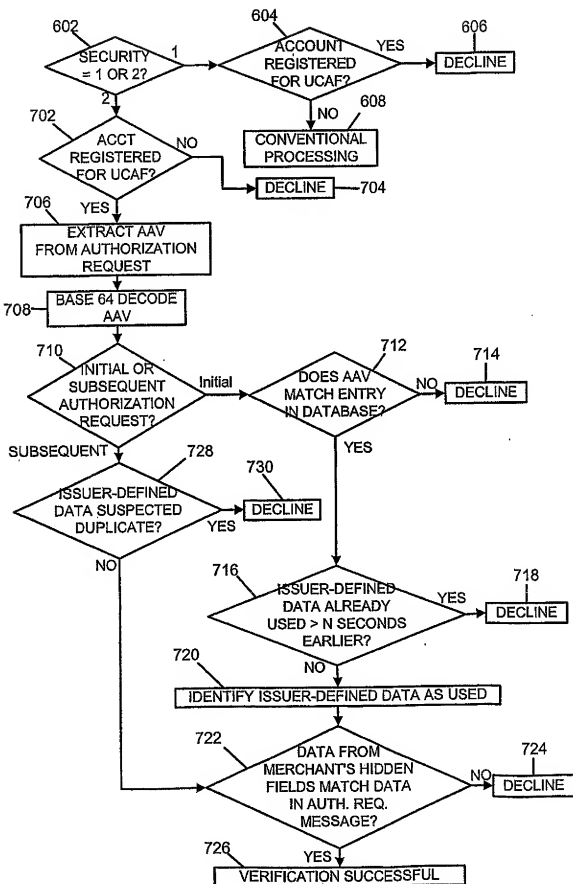 602
SECURITY
= 1 OR 2?
1
2
604
ACCOUNT
REGISTERED
FOR UCAF?
YES
606
DECLINE
NO
608
CONVENTIONAL
PROCESSING
702
ACCT
REGISTERED
FOR UCAF?
NO
DECLINE
704
YES
706
EXTRACT AAV
FROM AUTHORIZATION
REQUEST
708
BASE 64 DECODE
AAV
710
INITIAL OR
SUBSEQUENT
AUTHORIZATION
REQUEST?
Initial
712
DOES AAV
MATCH ENTRY
IN DATABASE?
NO
714
DECLINE
YES
SUBSEQUENT
728
ISSUER-DEFINED
DATA SUSPECTED
DUPLICATE?
YES
730
DECLINE
NO
716
ISSUER-DEFINED
DATA ALREADY
USED > N SECONDS
EARLIER?
YES
718
DECLINE
NO
720
IDENTIFY ISSUER-DEFINED DATA AS USED
722
DATA FROM
MERCHANT'S HIDDEN
FIELDS MATCH DATA
IN AUTH. REQ.
MESSAGE?
NO
724
DECLINE
YES
726
VERIFICATION SUCCESSFUL